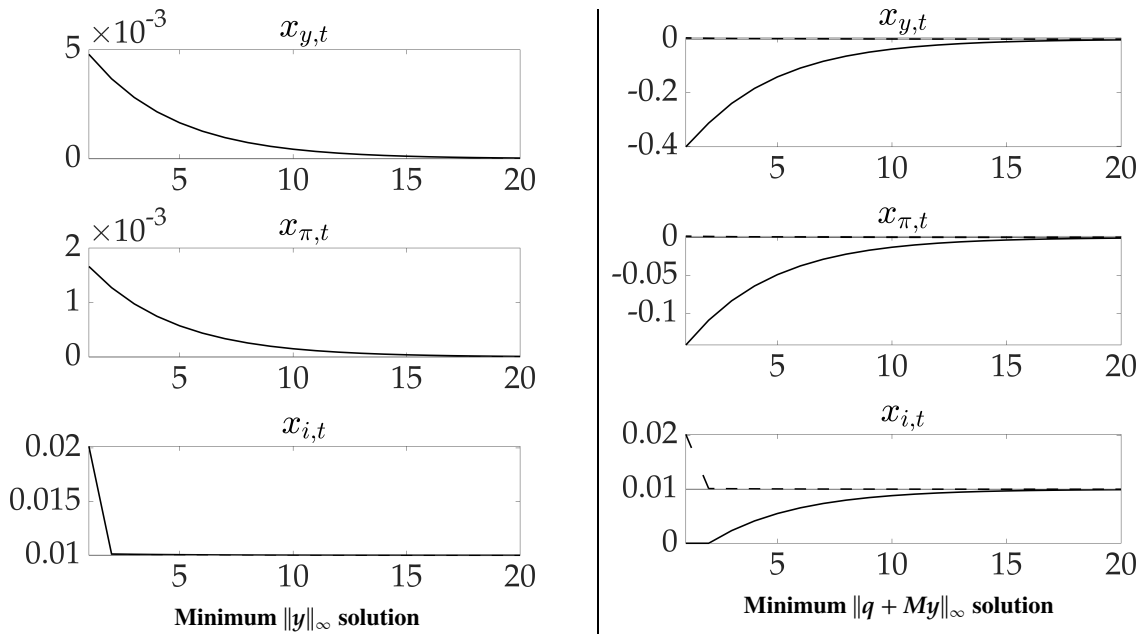 ×10⁻³
x_{y,t}
5
0
5 10 15 20
×10⁻³
x_{π,t}
2
1
0
5 10 15 20
x_{i,t}
0.02
0.015
0.01
5 10 15 20
Minimum ‖y‖∞ solution
x_{y,t}
0
-0.2
-0.4
5 10 15 20
x_{π,t}
0
-0.05
-0.1
5 10 15 20
x_{i,t}
0.02
0.01
0
5 10 15 20
Minimum ‖q + My‖∞ solution